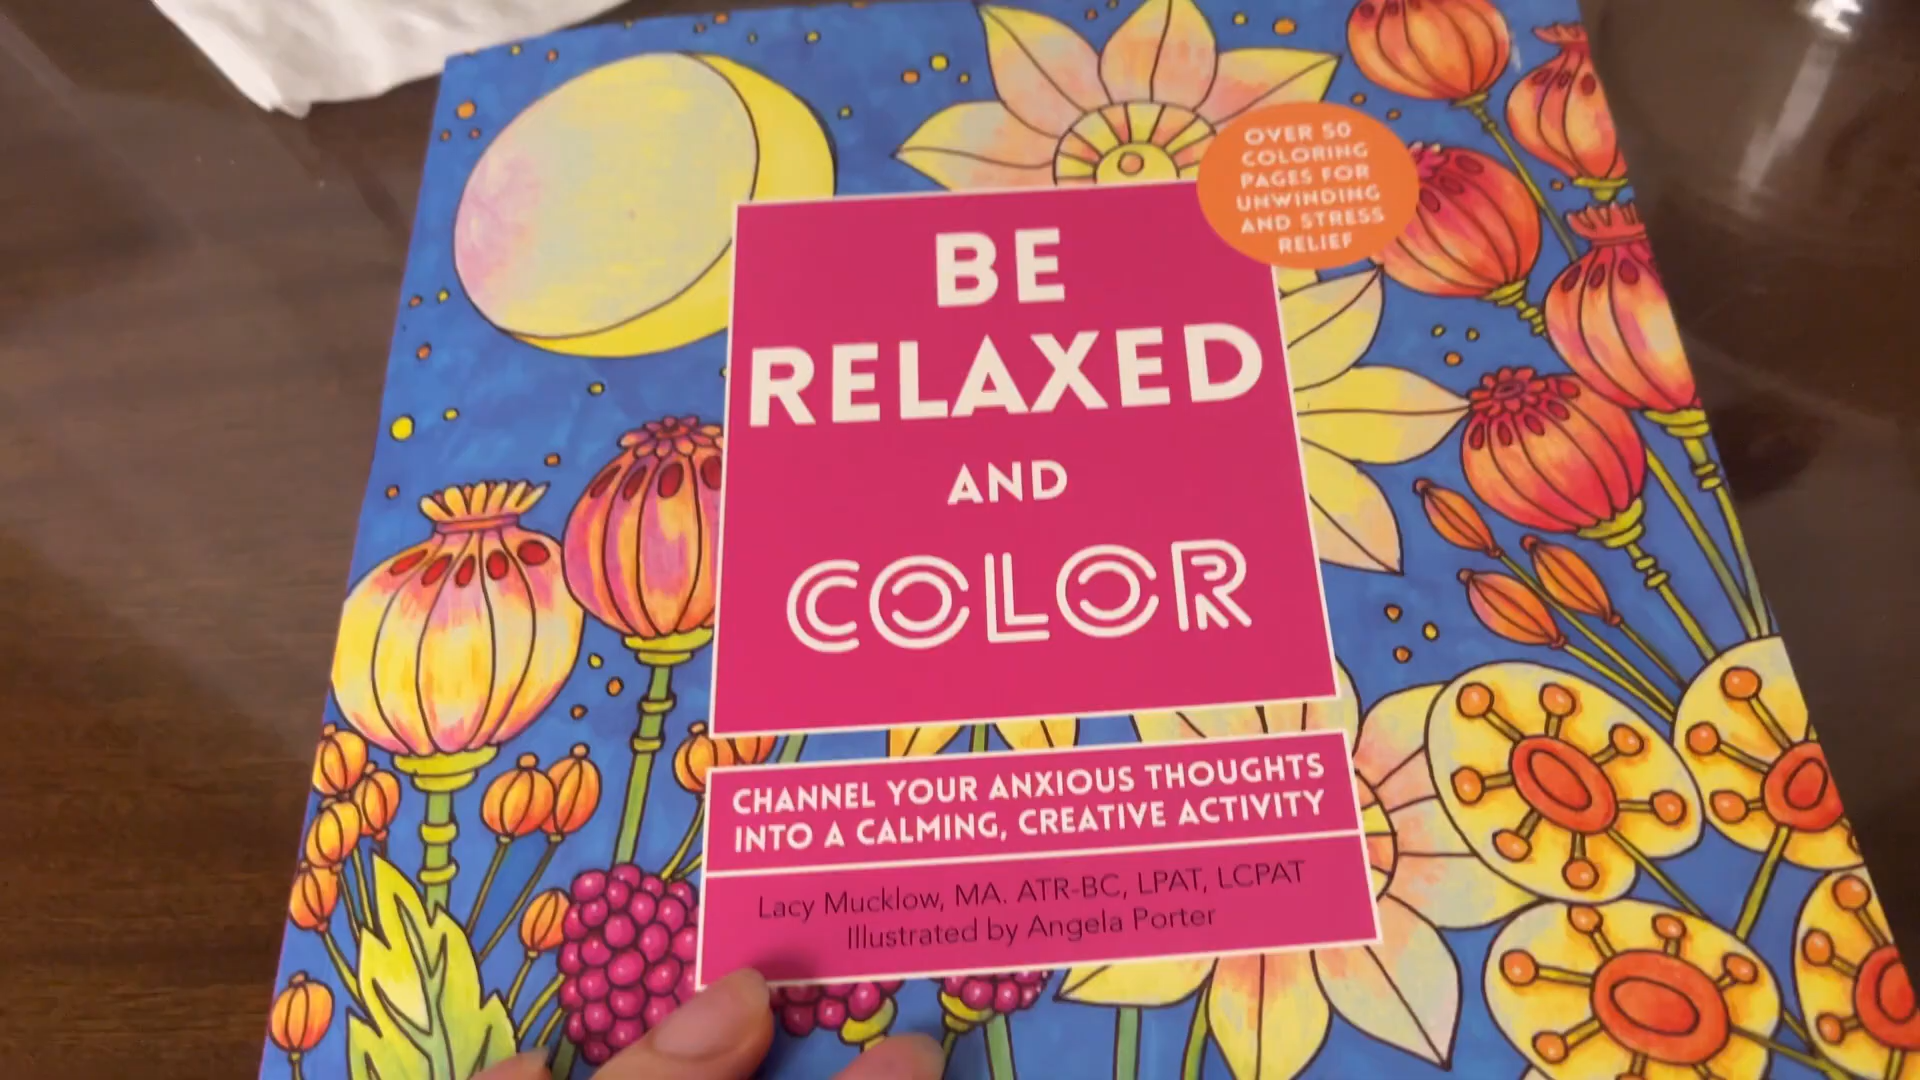 OVER 50
COLORING
PAGES FOR
UNWINDING
AND STRESS
RELIEF
BE
RELAXED
AND
COLOR
CHANNEL YOUR ANXIOUS THOUGHTS
INTO A CALMING, CREATIVE ACTIVITY
Lacy Mucklow, MA. ATR-BC, LPAT, LCPAT
Illustrated by Angela Porter